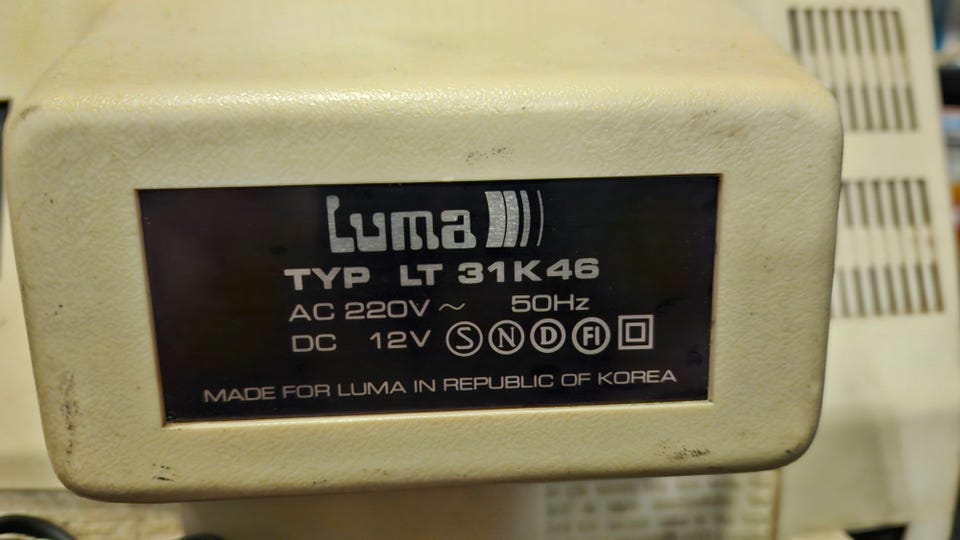 Luma
TYP LT 31K46
AC 220V ~ 50Hz
DC 12V S N D FI
MADE FOR LUMA IN REPUBLIC OF KOREA